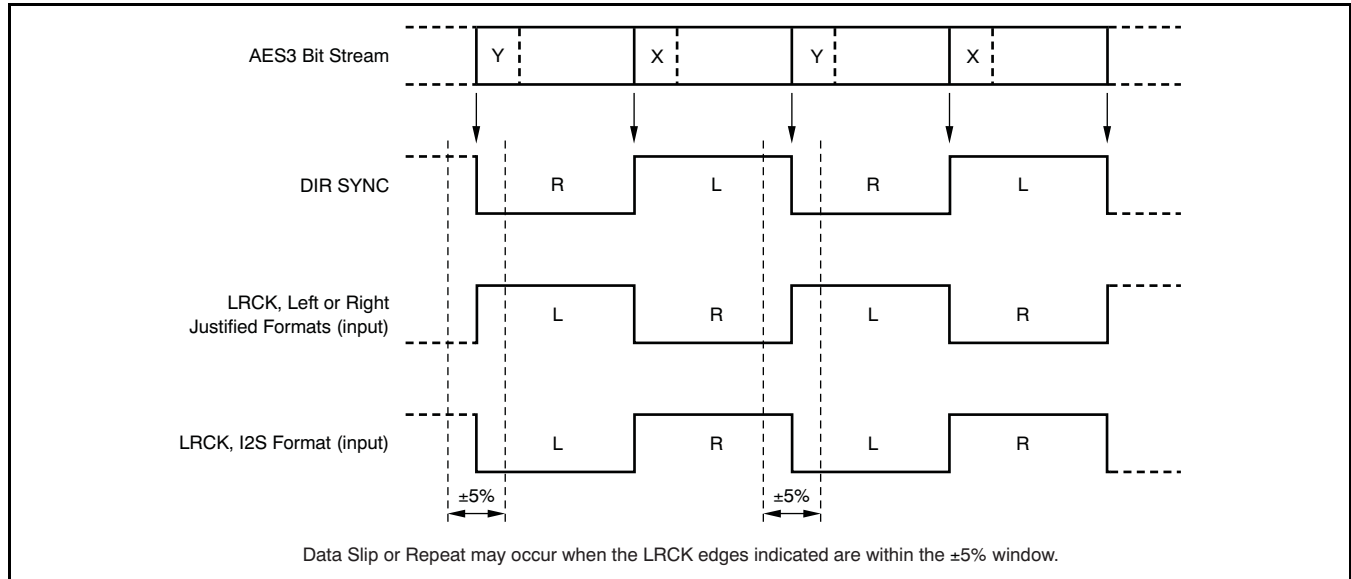 AES3 Bit Stream
Y
X
Y
X
DIR SYNC
R
L
R
L
LRCK, Left or Right
Justified Formats (input)
L
R
L
R
LRCK, I2S Format (input)
L
R
L
R
±5%
±5%
Data Slip or Repeat may occur when the LRCK edges indicated are within the ±5% window.